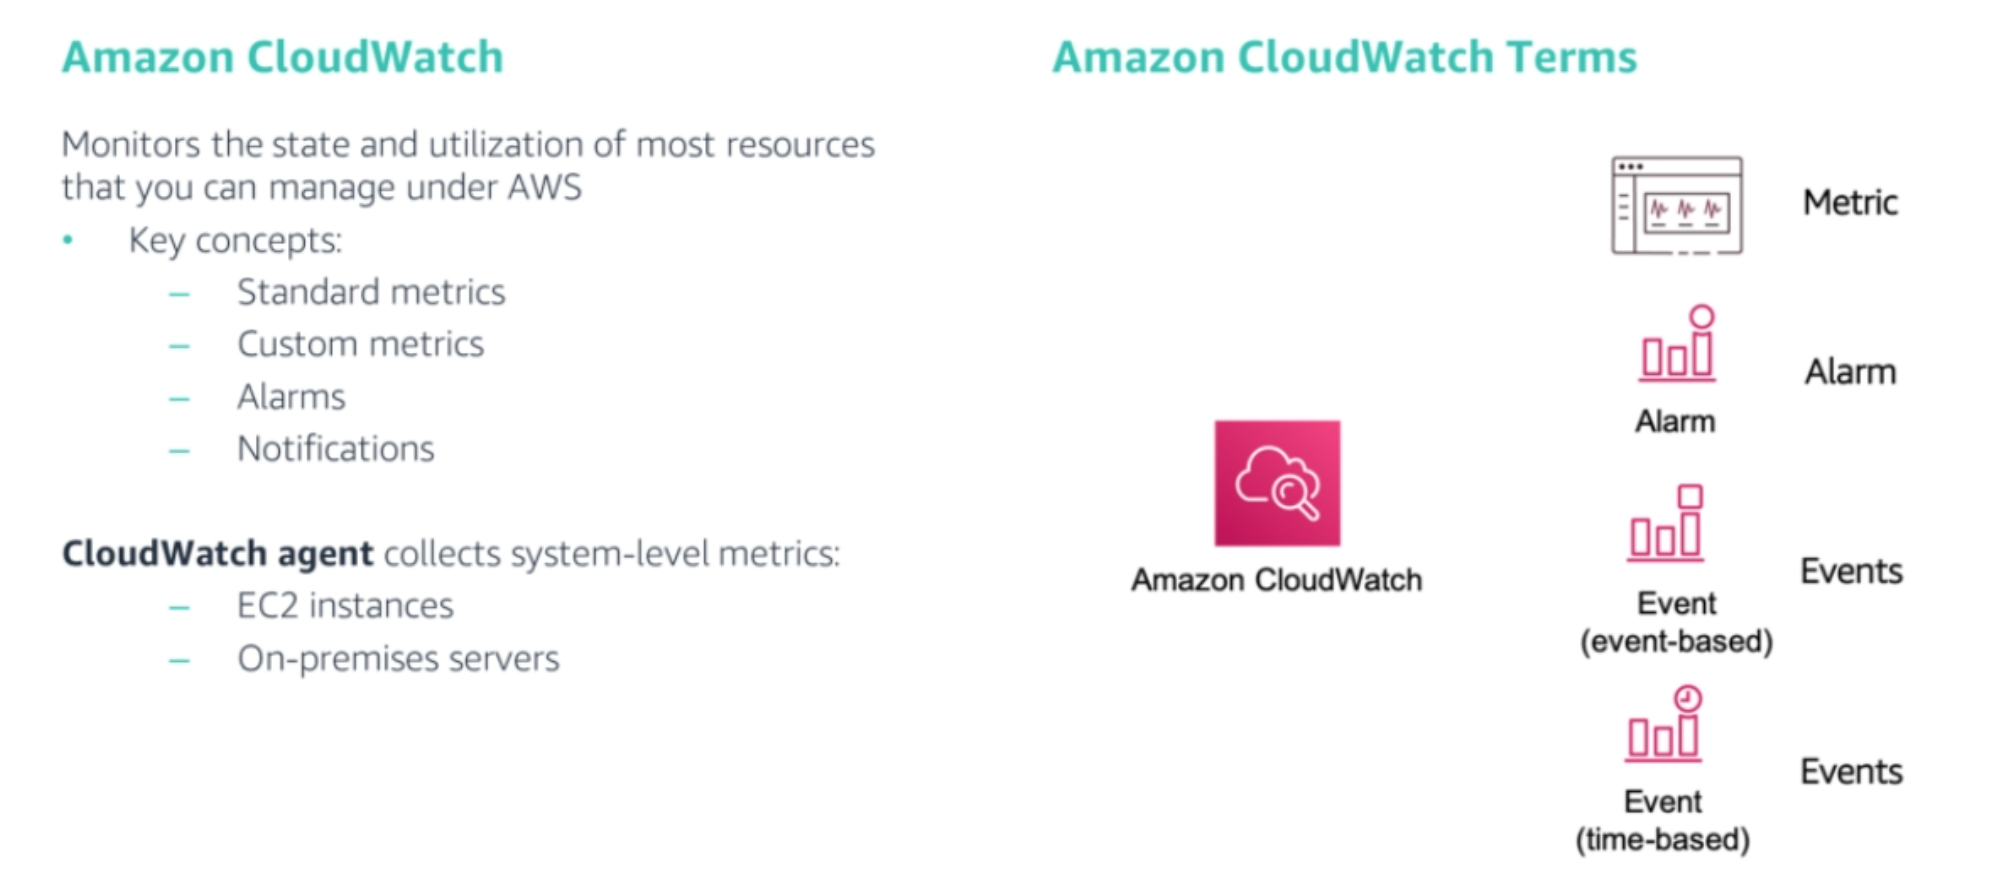 Amazon CloudWatch
Monitors the state and utilization of most resources
that you can manage under AWS
• Key concepts:
– Standard metrics
– Custom metrics
– Alarms
– Notifications
CloudWatch agent collects system-level metrics:
– EC2 instances
– On-premises servers
Amazon CloudWatch Terms
Amazon CloudWatch
Metric
Alarm
Alarm
Event
(event-based)
Events
Event
(time-based)
Events